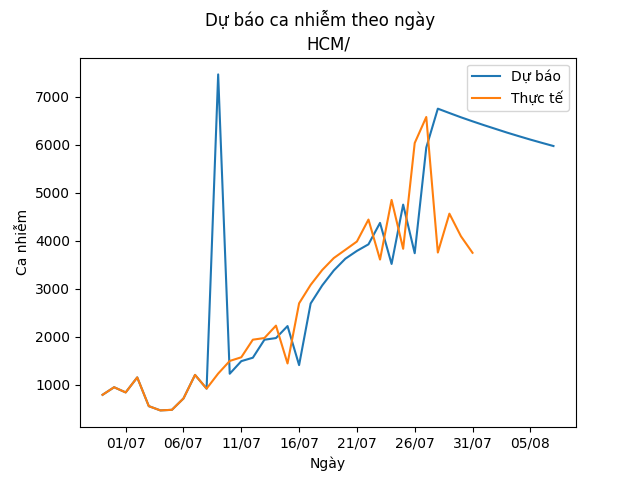 Dự báo ca nhiễm theo ngày
HCM/
Dự báo
Thực tế
Ca nhiễm
7000
6000
5000
4000
3000
2000
1000
01/07 06/07 11/07 16/07 21/07 26/07 31/07 05/08
Ngày